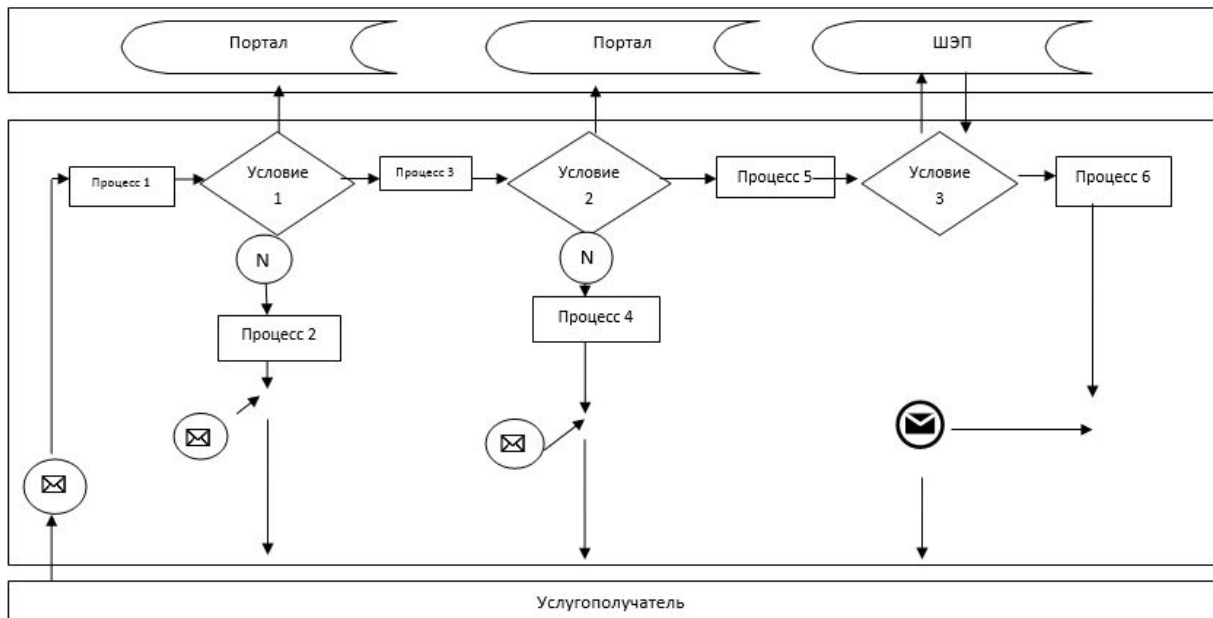 Портал
Портал
ШЭП
Процесс 1
Условие
1
Процесс 3
Условие
2
Процесс 5
Условие
3
Процесс 6
N
N
Процесс 2
Процесс 4
Услугополучатель